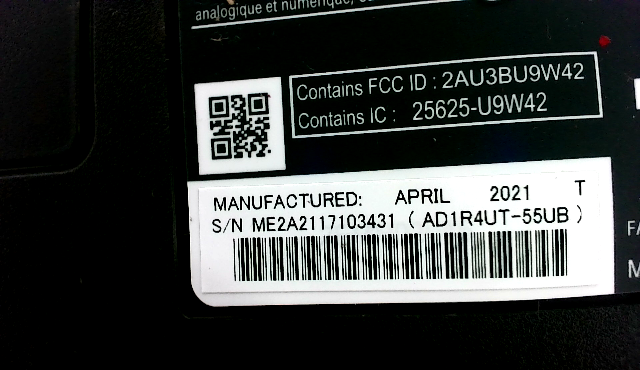 analogique et numérique,
Contains FCC ID : 2AU3BU9W42
Contains IC : 25625-U9W42
MANUFACTURED: APRIL 2021 T
S/N ME2A2117103431 ( AD1R4UT-55UB )